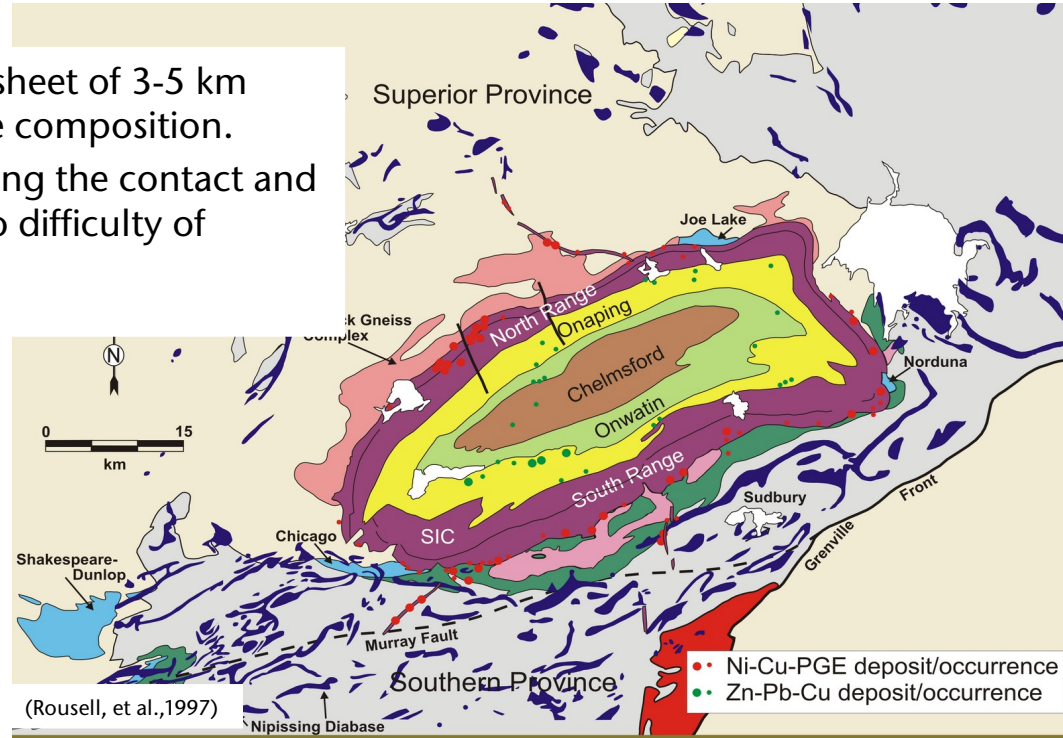 sheet of 3-5 km
composition.
ng the contact and
difficulty of
Superior Province
Joe Lake
North Range
Onaping
ck Gneiss
Complex
N
Chelmsford
Norduna
Onwatin
0 15
km
South Range
Sudbury
Front
SIC
Chicago
Grenville
Shakespeare-
Dunlop
Murray Fault
Ni-Cu-PGE deposit/occurrence
Southern Province
Zn-Pb-Cu deposit/occurrence
(Rousell, et al.,1997)
Nipissing Diabase